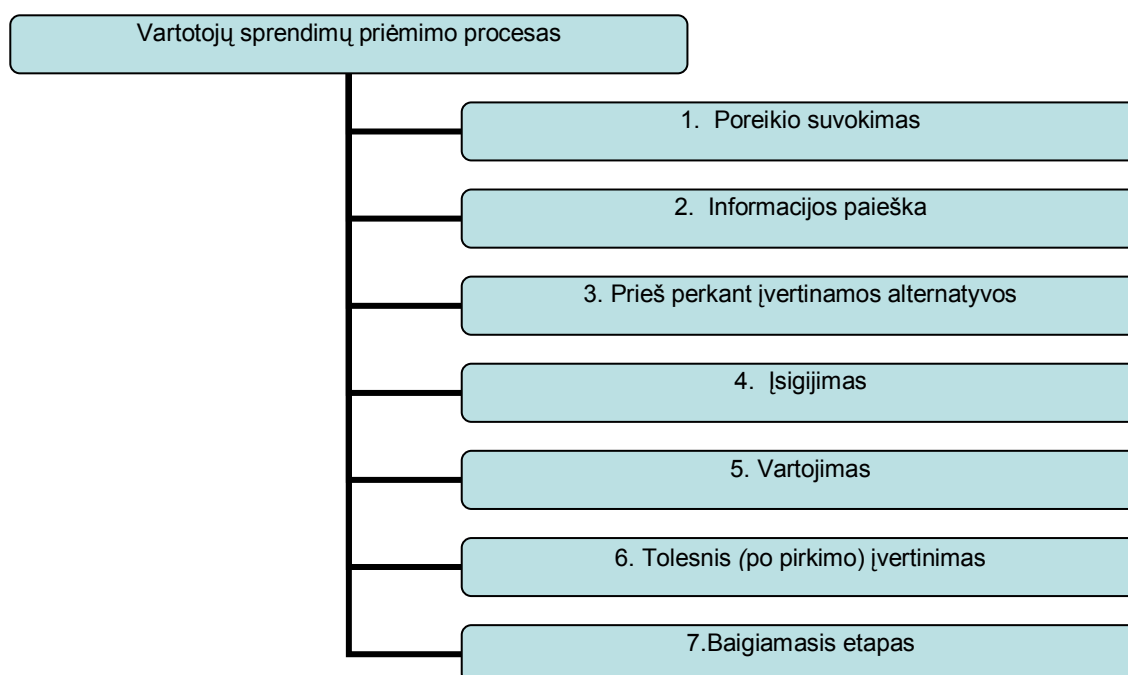 Vartotojų sprendimų priėmimo procesas
1. Poreikio suvokimas
2. Informacijos paieška
3. Prieš perkant įvertinamos alternatyvos
4. Įsigijimas
5. Vartojimas
6. Tolesnis (po pirkimo) įvertinimas
7.Baigiamasis etapas